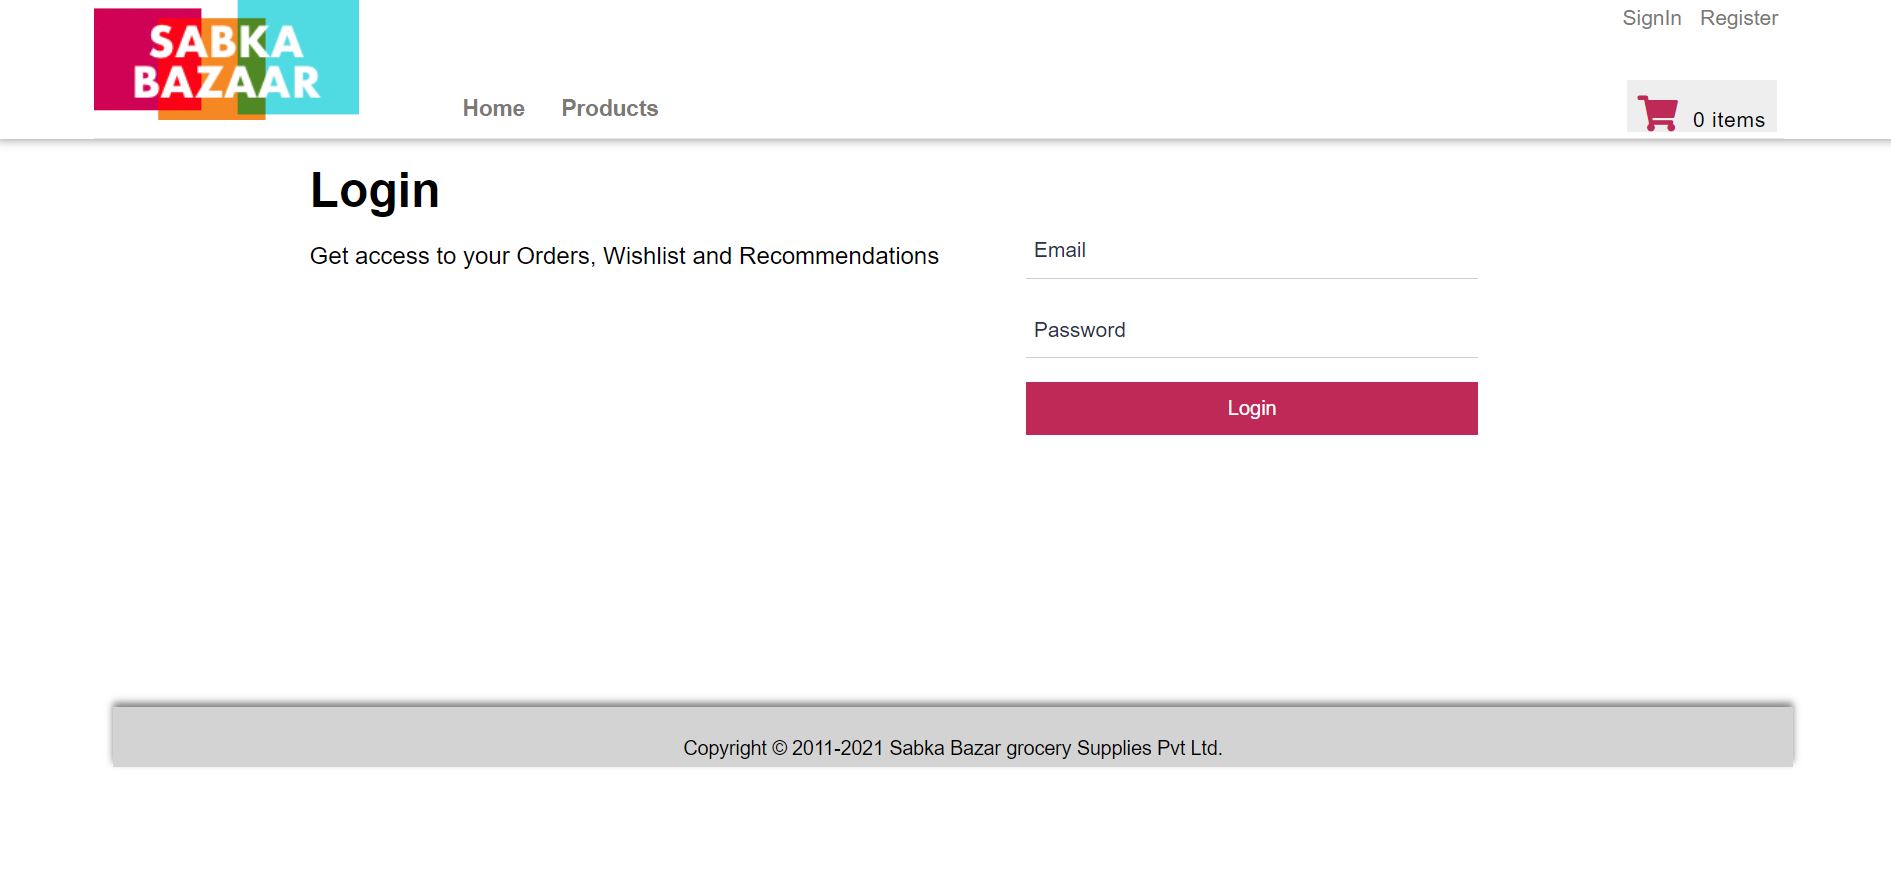 SABKA
BAZAAR
SignIn Register
Home Products
0 items
Login
Get access to your Orders, Wishlist and Recommendations
Email
Password
Login
Copyright © 2011-2021 Sabka Bazar grocery Supplies Pvt Ltd.